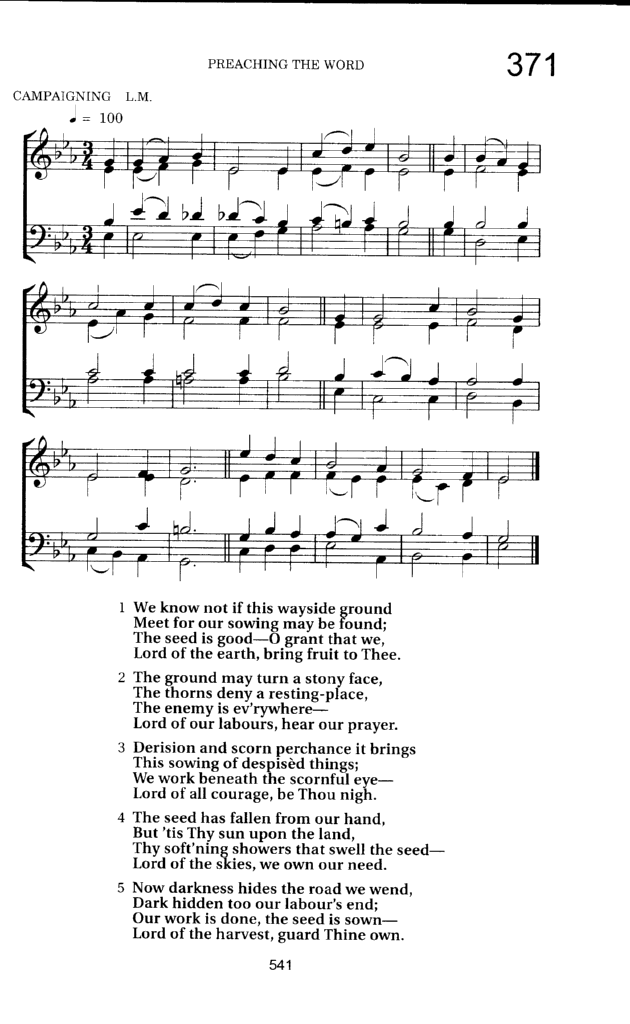 PREACHING THE WORD
371
CAMPAIGNING L.M.
♩ = 100
1 We know not if this wayside ground
Meet for our sowing may be found;
The seed is good—O grant that we,
Lord of the earth, bring fruit to Thee.
2 The ground may turn a stony face,
The thorns deny a resting-place,
The enemy is ev'rywhere—
Lord of our labours, hear our prayer.
3 Derision and scorn perchance it brings
This sowing of despisèd things;
We work beneath the scornful eye—
Lord of all courage, be Thou nigh.
4 The seed has fallen from our hand,
But 'tis Thy sun upon the land,
Thy soft'ning showers that swell the seed—
Lord of the skies, we own our need.
5 Now darkness hides the road we wend,
Dark hidden too our labour's end;
Our work is done, the seed is sown—
Lord of the harvest, guard Thine own.
541